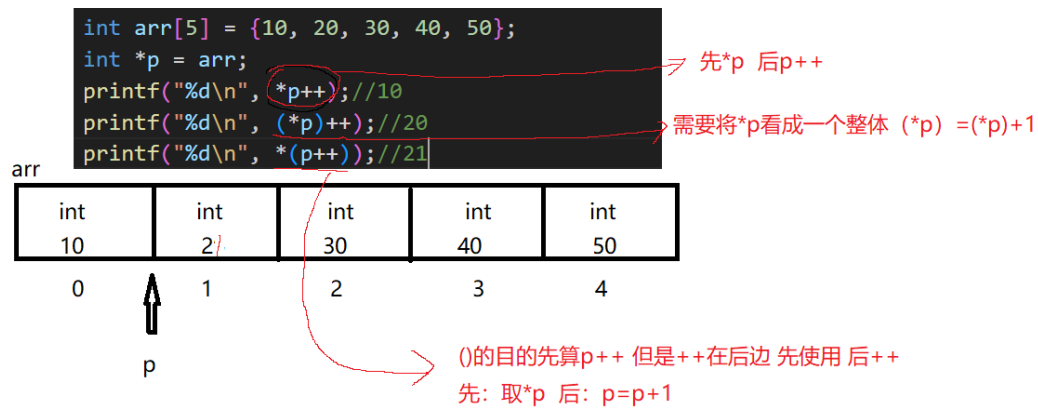 int arr[5] = {10, 20, 30, 40, 50};
int *p = arr;
printf("%d\n", *p++);//10
printf("%d\n", (*p)++);//20
printf("%d\n", *(p++));//21
先*p 后p++
需要将*p看成一个整体（*p）=(*p)+1
arr
int int int int int
10 21 30 40 50
0 1 2 3 4
p
()的目的先算p++ 但是++在后边 先使用 后++
先：取*p 后：p=p+1